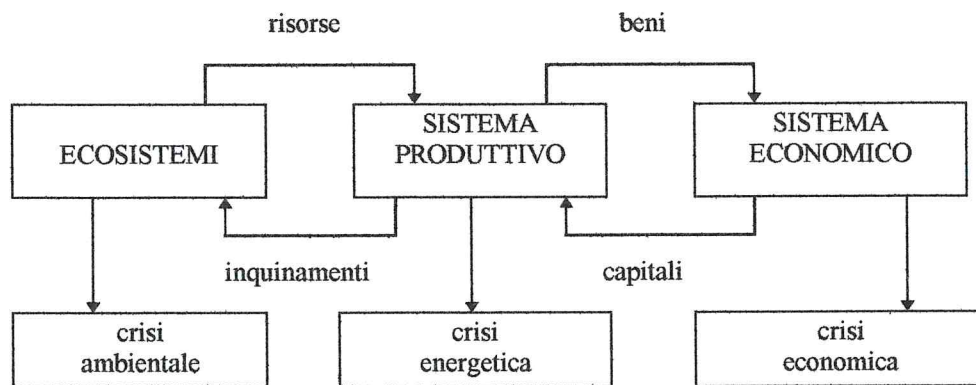 risorse
beni
ECOSISTEMI
SISTEMA
PRODUTTIVO
SISTEMA
ECONOMICO
inquinamenti
capitali
crisi
ambientale
crisi
energetica
crisi
economica